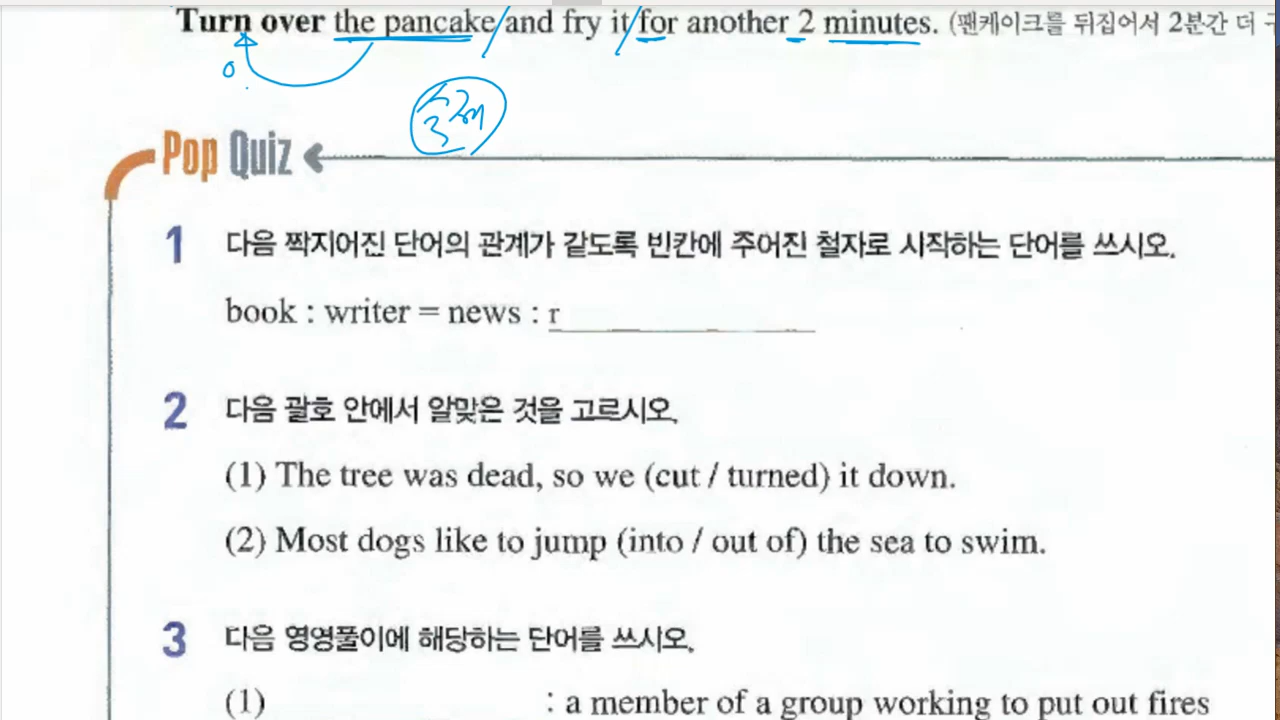 Turn over the pancake/and fry it/for another 2 minutes. (팬케이크를 뒤집어서 2분간 더
o.
숙제
Pop Quiz
1 다음 짝지어진 단어의 관계가 같도록 빈칸에 주어진 철자로 시작하는 단어를 쓰시오.
book : writer = news : r
2 다음 괄호 안에서 알맞은 것을 고르시오.
(1) The tree was dead, so we (cut / turned) it down.
(2) Most dogs like to jump (into / out of) the sea to swim.
3 다음 영영풀이에 해당하는 단어를 쓰시오.
(1) : a member of a group working to put out fires